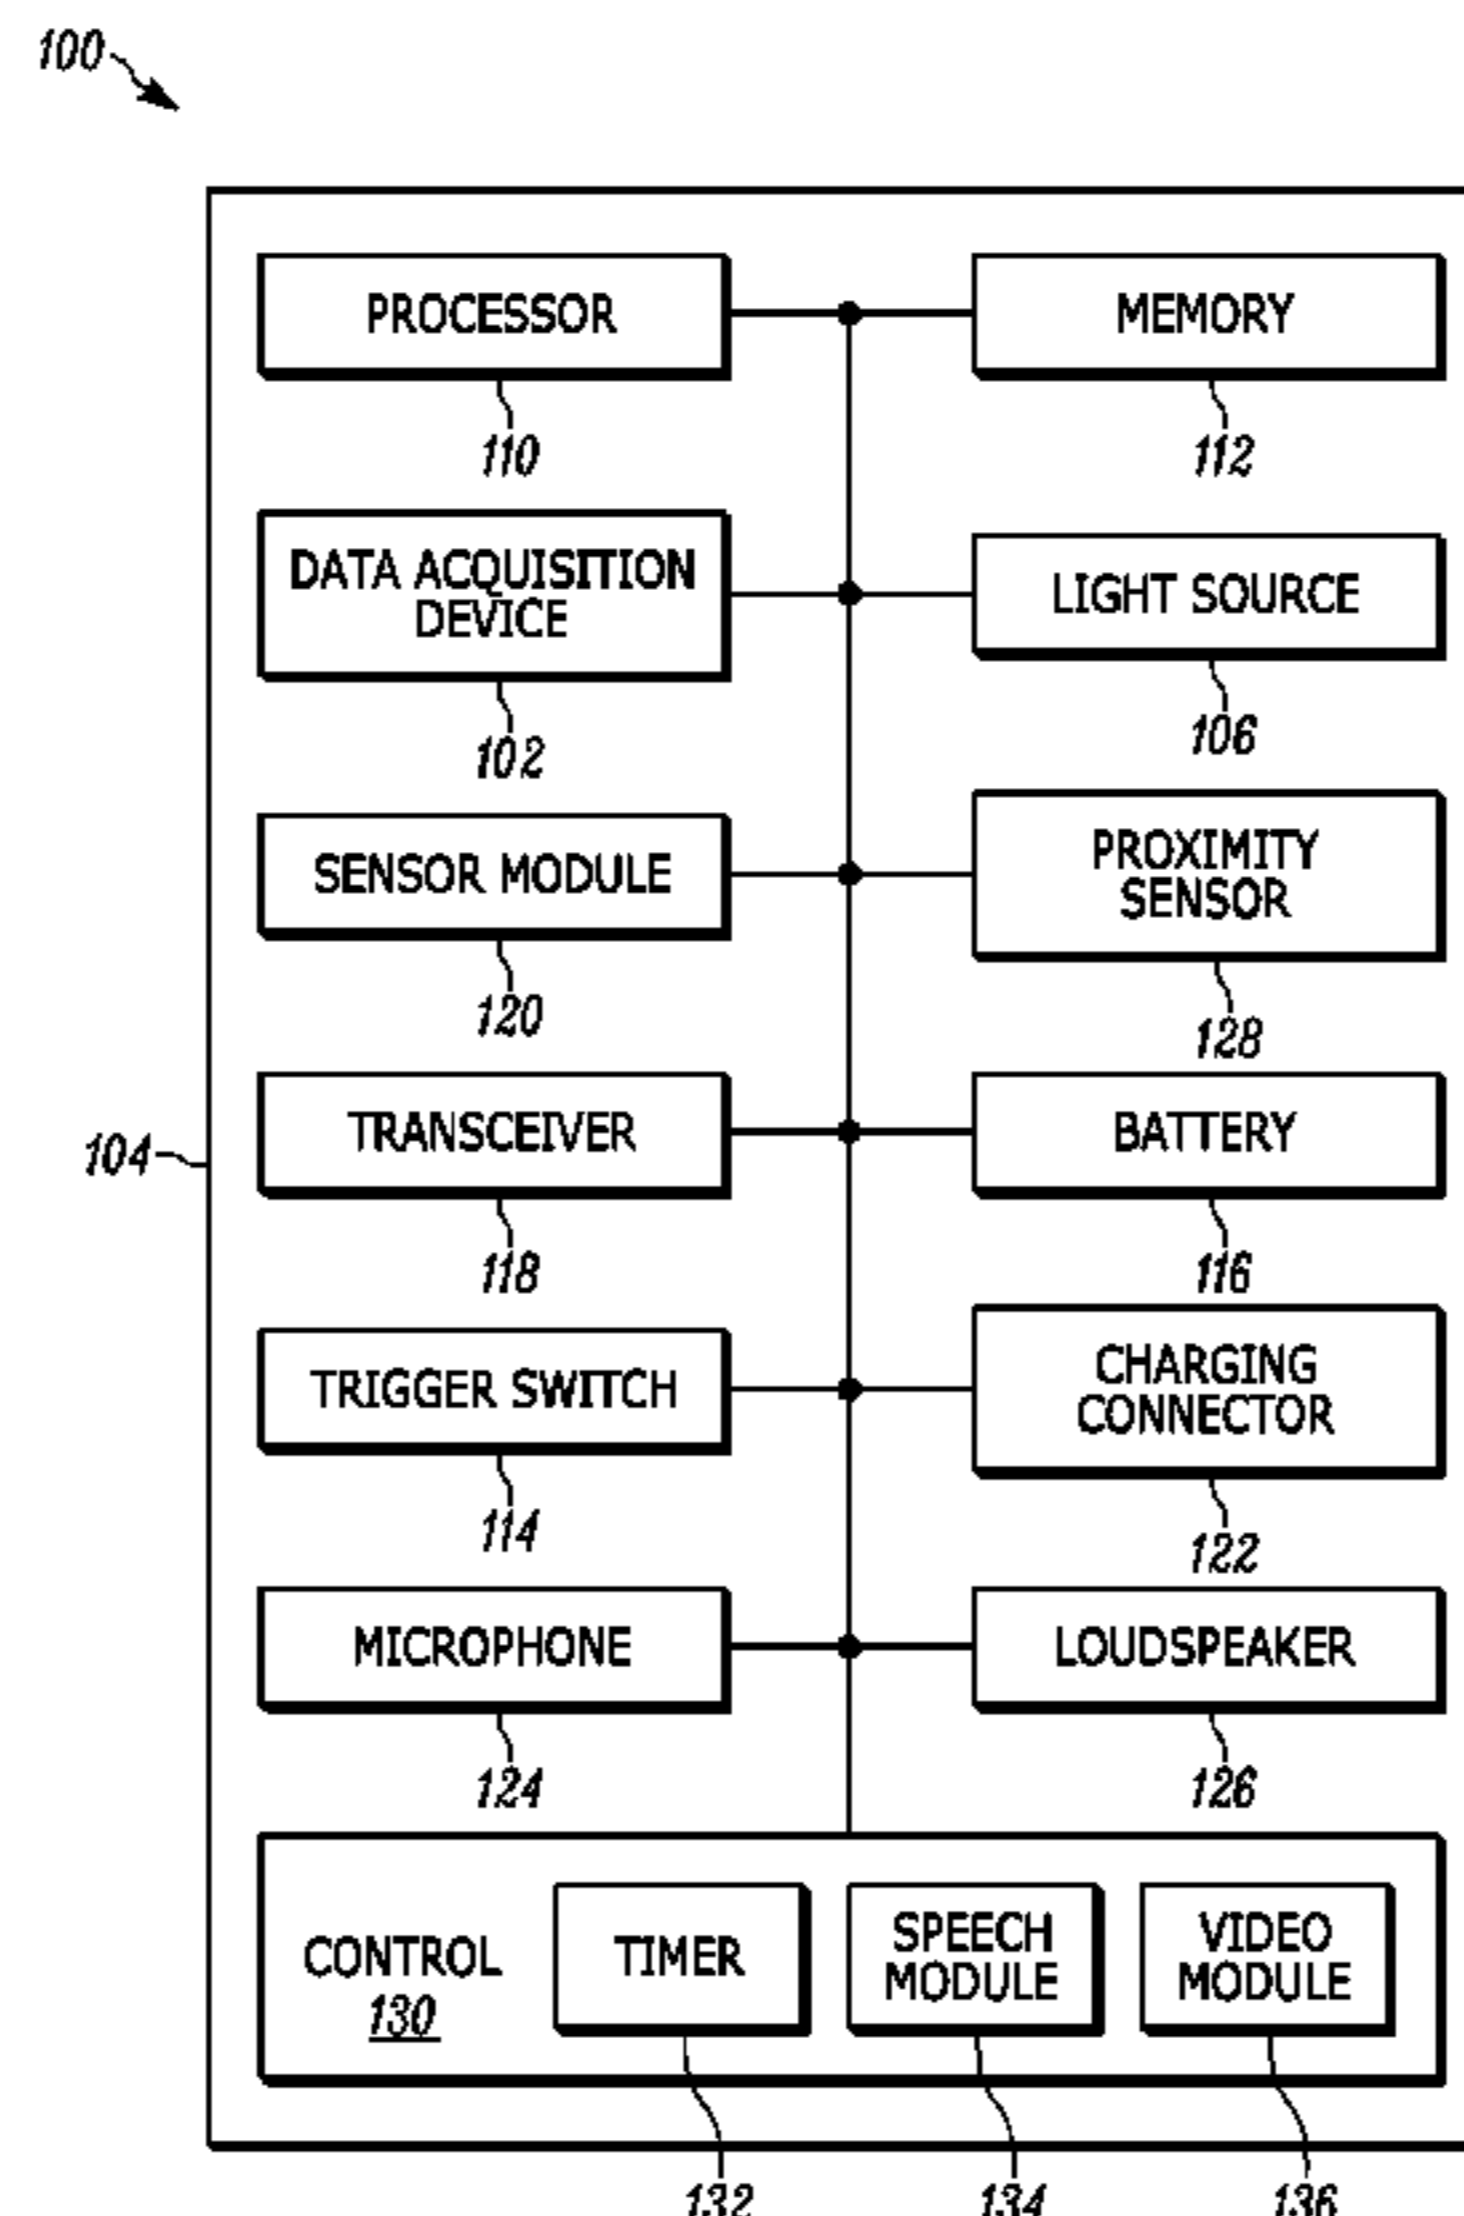 100
PROCESSOR
MEMORY
110
112
DATA ACQUISITION
DEVICE
LIGHT SOURCE
102
106
SENSOR MODULE
PROXIMITY
SENSOR
120
128
104
TRANSCEIVER
BATTERY
118
116
TRIGGER SWITCH
CHARGING
CONNECTOR
114
122
MICROPHONE
LOUDSPEAKER
124
126
CONTROL
130
TIMER
SPEECH
MODULE
VIDEO
MODULE
132
134
136